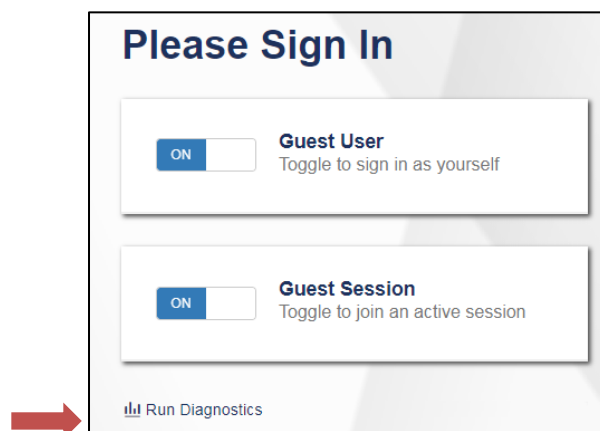 Please Sign In
ON
Guest User
Toggle to sign in as yourself
ON
Guest Session
Toggle to join an active session
Run Diagnostics